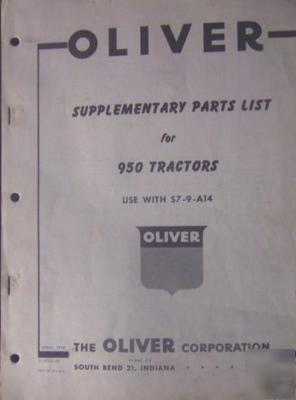 OLIVER
SUPPLEMENTARY PARTS LIST
for
950 TRACTORS
USE WITH S7-9-A14
OLIVER
THE OLIVER CORPORATION
SOUTH BEND 21, INDIANA